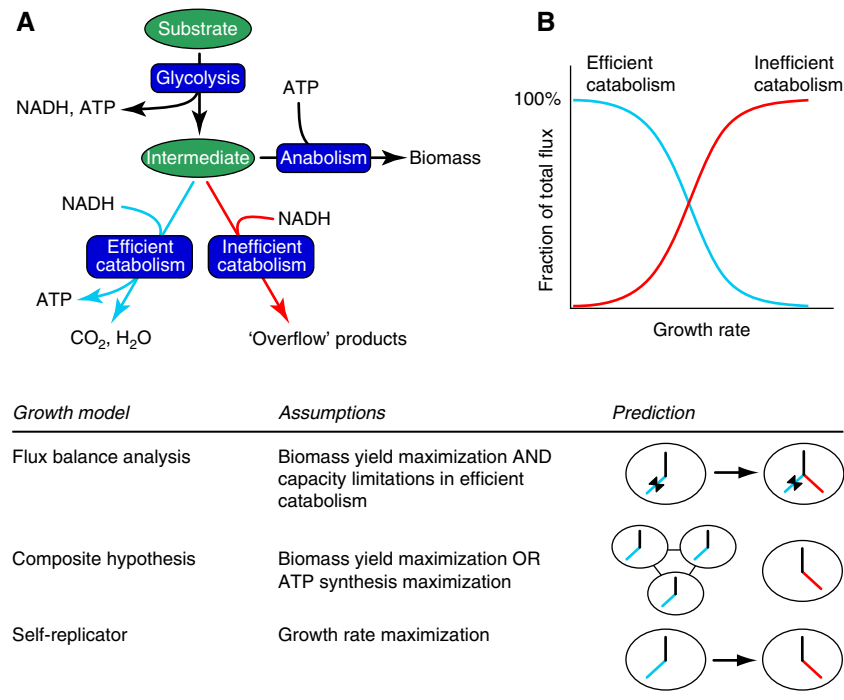 A
Substrate
Glycolysis
NADH, ATP
ATP
Intermediate
Anabolism
Biomass
NADH
NADH
Efficient
catabolism
Inefficient
catabolism
ATP
CO2, H2O
'Overflow' products
B
Efficient
catabolism
Inefficient
catabolism
100%
Fraction of total flux
Growth rate
Growth model
Assumptions
Prediction
Flux balance analysis
Biomass yield maximization AND
capacity limitations in efficient
catabolism
Composite hypothesis
Biomass yield maximization OR
ATP synthesis maximization
Self-replicator
Growth rate maximization